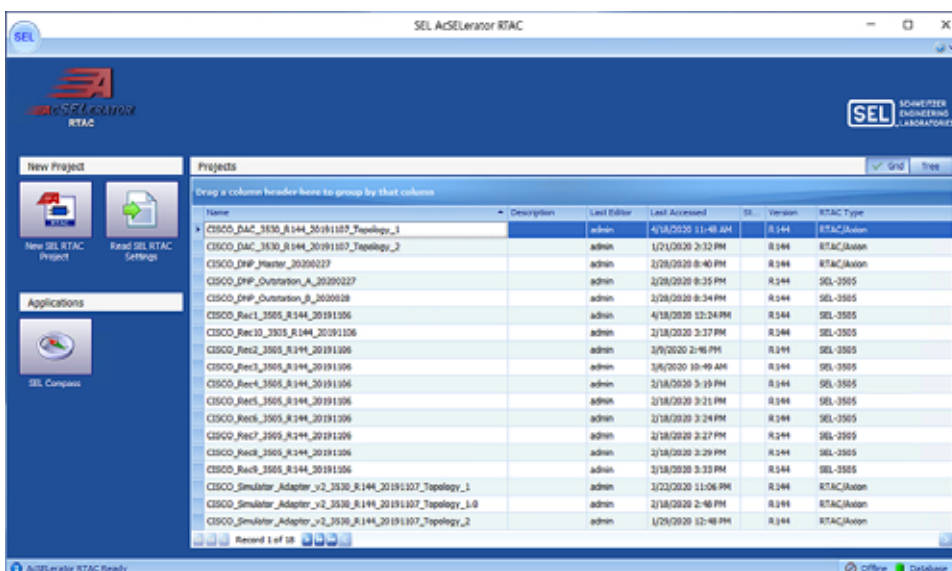 SEL AcSELerator RTAC
SEL
ACSELERATOR
RTAC
SEL SCHWEITZER ENGINEERING LABORATORIES
New Project
Projects
Grid Tree
Drag a column header here to group by that column
Name Description Last Editor Last Accessed St... Version RTAC Type
CISCO_DAC_3530_R144_20191107_Topology_1 admin 4/18/2020 11:48 AM R144 RTAC/Axion
CISCO_DAC_3530_R144_20191107_Topology_2 admin 1/21/2020 2:32 PM R144 RTAC/Axion
CISCO_DNP_Master_20200227 admin 2/28/2020 8:40 PM R144 RTAC/Axion
CISCO_DNP_Outstation_A_20200227 admin 2/28/2020 8:35 PM R144 SEL-3505
CISCO_DNP_Outstation_B_2020028 admin 2/28/2020 8:34 PM R144 SEL-3505
CISCO_Rec1_3505_R144_20191106 admin 4/18/2020 12:24 PM R144 SEL-3505
CISCO_Rec10_3505_R144_20191106 admin 2/18/2020 3:37 PM R144 SEL-3505
CISCO_Rec2_3505_R144_20191106 admin 3/9/2020 2:46 PM R144 SEL-3505
CISCO_Rec3_3505_R144_20191106 admin 3/6/2020 10:49 AM R144 SEL-3505
CISCO_Rec4_3505_R144_20191106 admin 2/18/2020 3:19 PM R144 SEL-3505
CISCO_Rec5_3505_R144_20191106 admin 2/18/2020 3:21 PM R144 SEL-3505
CISCO_Rec6_3505_R144_20191106 admin 2/18/2020 3:24 PM R144 SEL-3505
CISCO_Rec7_3505_R144_20191106 admin 2/18/2020 3:27 PM R144 SEL-3505
CISCO_Rec8_3505_R144_20191106 admin 2/18/2020 3:29 PM R144 SEL-3505
CISCO_Rec9_3505_R144_20191106 admin 2/18/2020 3:33 PM R144 SEL-3505
CISCO_Simulator_Adapter_v2_3530_R144_20191107_Topology_1 admin 3/22/2020 11:06 PM R144 RTAC/Axion
CISCO_Simulator_Adapter_v2_3530_R144_20191107_Topology_1.0 admin 2/18/2020 2:48 PM R144 RTAC/Axion
CISCO_Simulator_Adapter_v2_3530_R144_20191107_Topology_2 admin 1/29/2020 12:48 PM R144 RTAC/Axion
Record 1 of 18
RTAC
New SEL RTAC Project
Read SEL RTAC Settings
Applications
SEL Compass
AcSELerator RTAC Ready
Offline Database